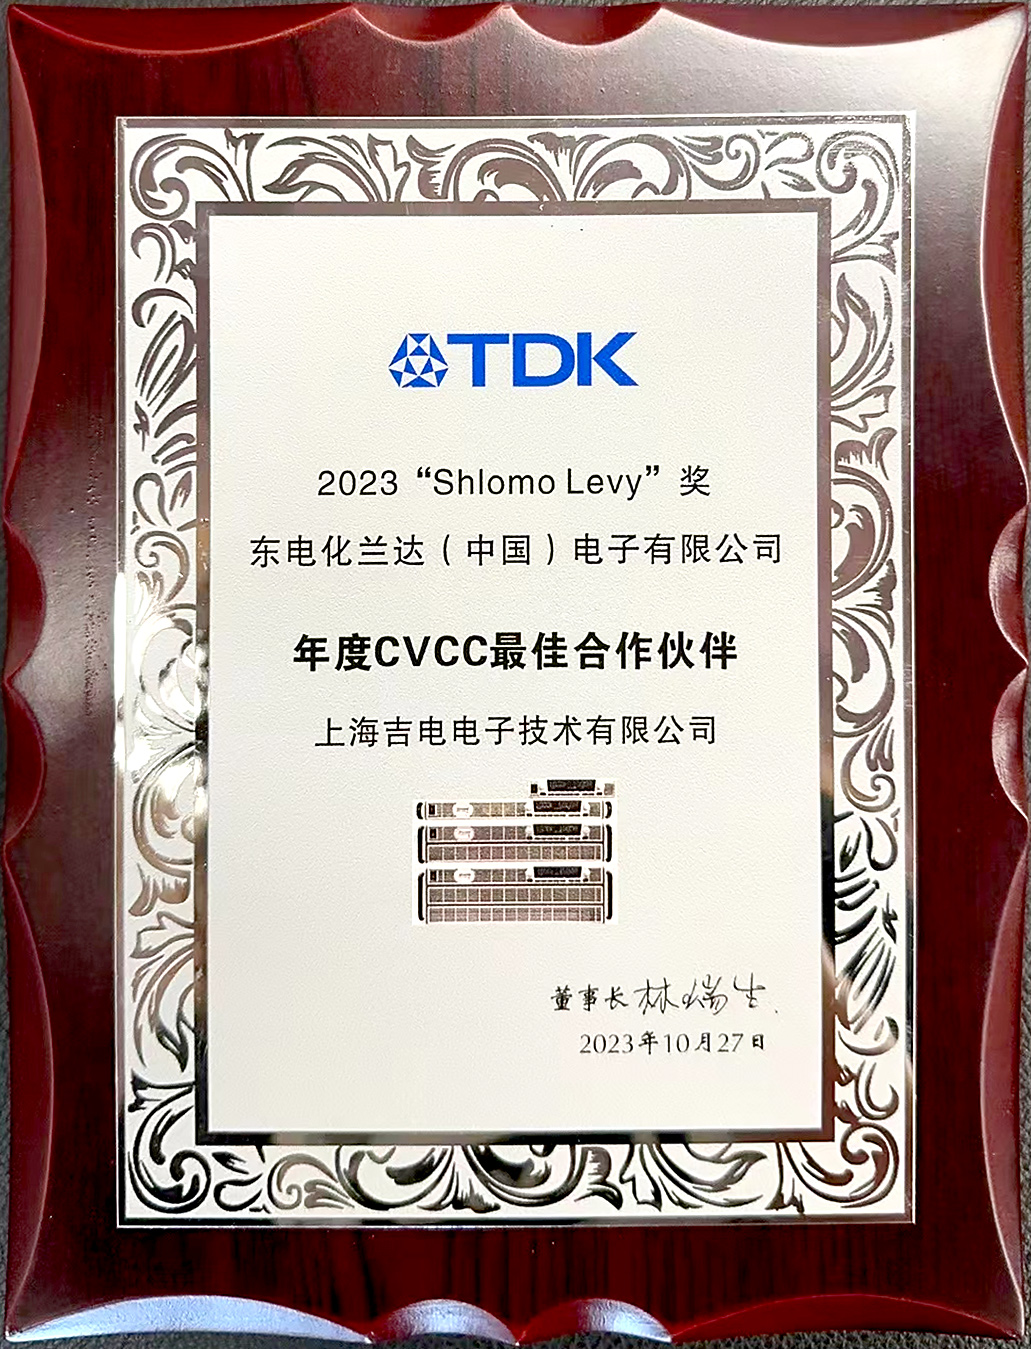 TDK
2023 “Shlomo Levy” 奖
东电化兰达（中国）电子有限公司
年度CVCC最佳合作伙伴
上海吉电电子技术有限公司
董事长 林瑞生
2023年10月27日